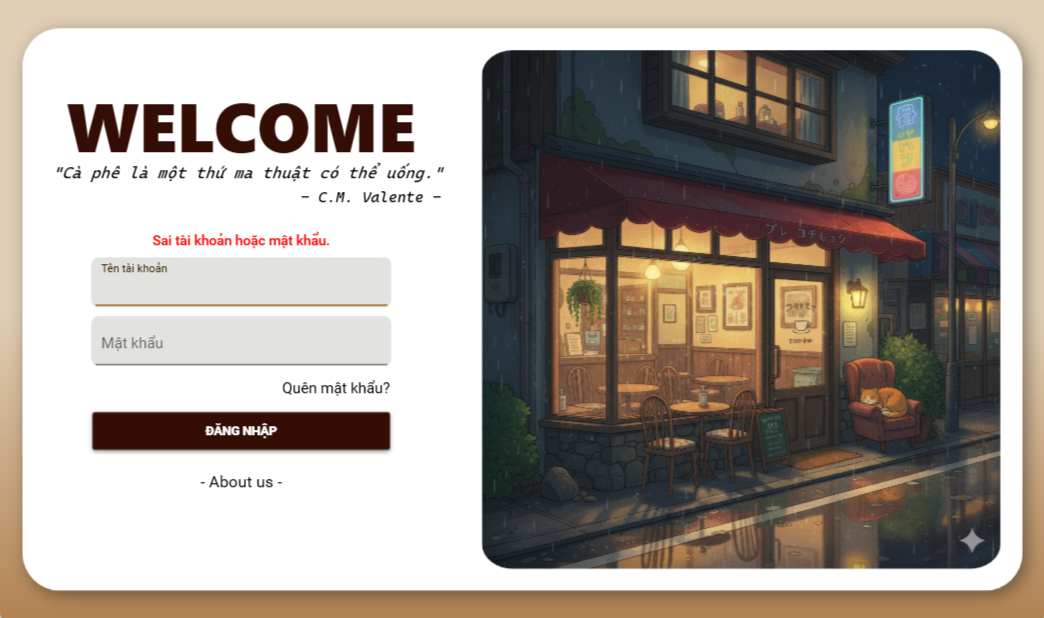 WELCOME
"Cà phê là một thứ ma thuật có thể uống."
– C.M. Valente –
Sai tài khoản hoặc mật khẩu.
Tên tài khoản
Mật khẩu
Quên mật khẩu?
ĐĂNG NHẬP
- About us -